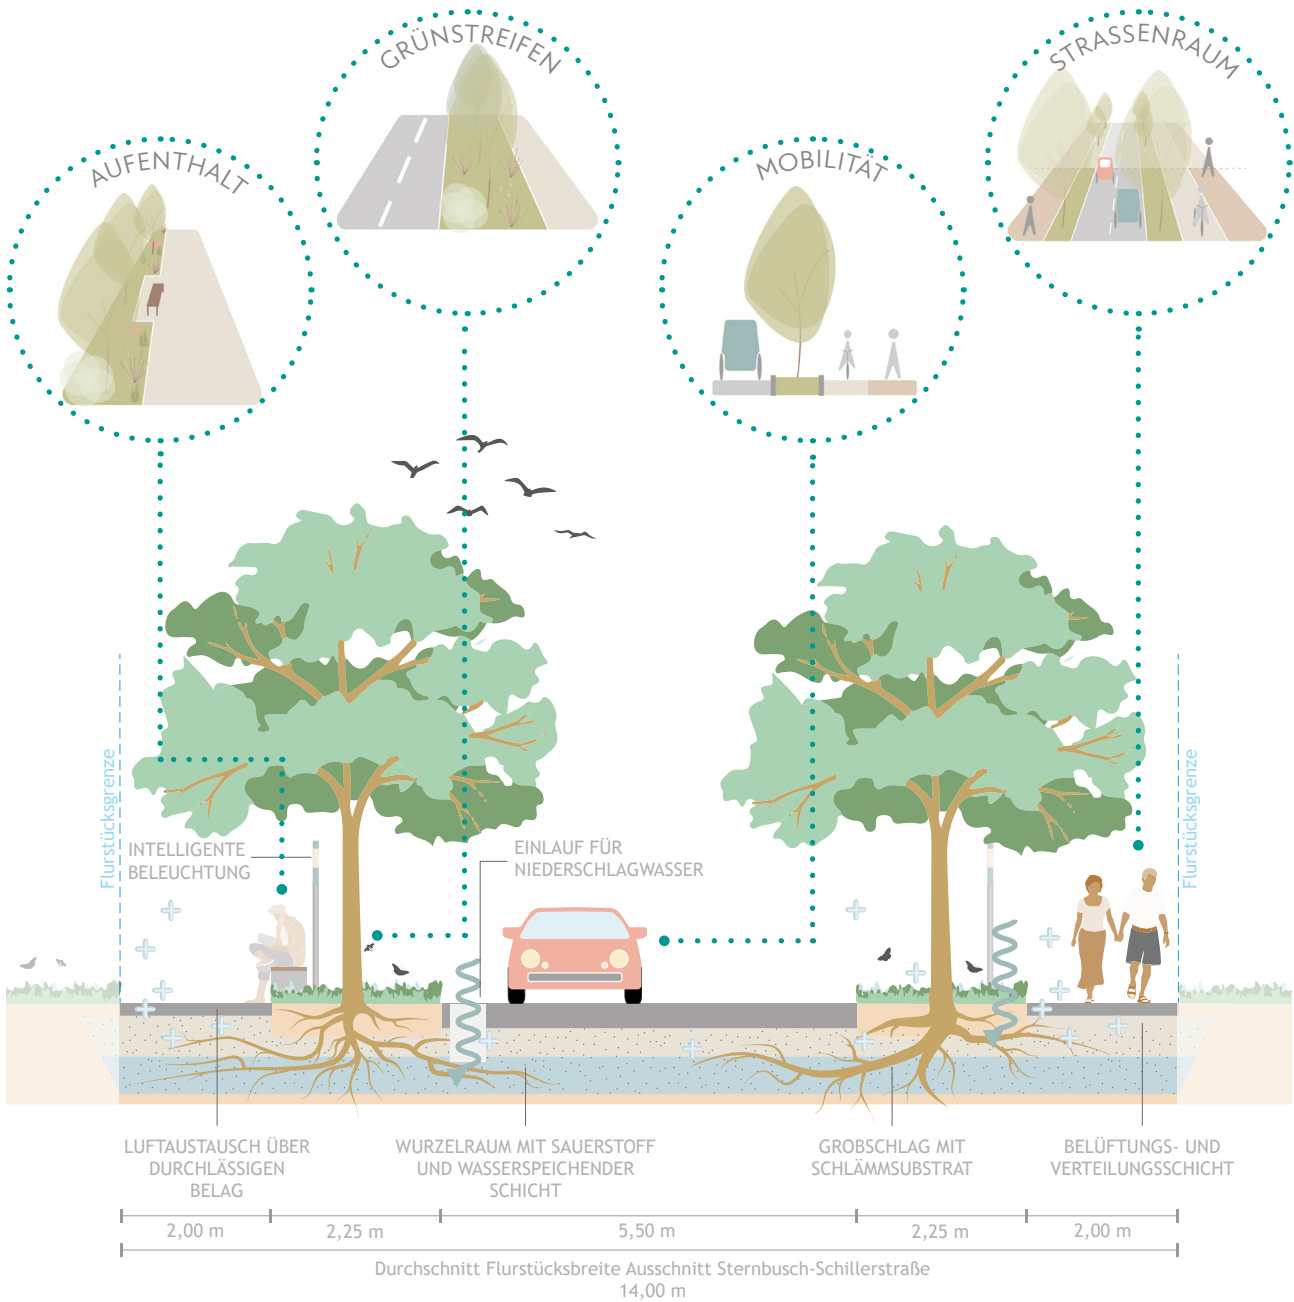 GRÜNSTREIFEN
STRASSENRAUM
AUFENTHALT
MOBILITÄT
Flurstücksgrenze
Flurstücksgrenze
INTELLIGENTE
BELEUCHTUNG
EINLAUF FÜR
NIEDERSCHLAGWASSER
LUFTAUSTAUSCH ÜBER
DURCHLÄSSIGEN
BELAG
WURZELRAUM MIT SAUERSTOFF
UND WASSERSPEICHENDER
SCHICHT
GROBSCHLAG MIT
SCHLÄMMSUBSTRAT
BELÜFTUNGS- UND
VERTEILUNGSSCHICHT
2,00 m
2,25 m
5,50 m
2,25 m
2,00 m
Durchschnitt Flurstücksbreite Ausschnitt Sternbusch-Schillerstraße
14,00 m